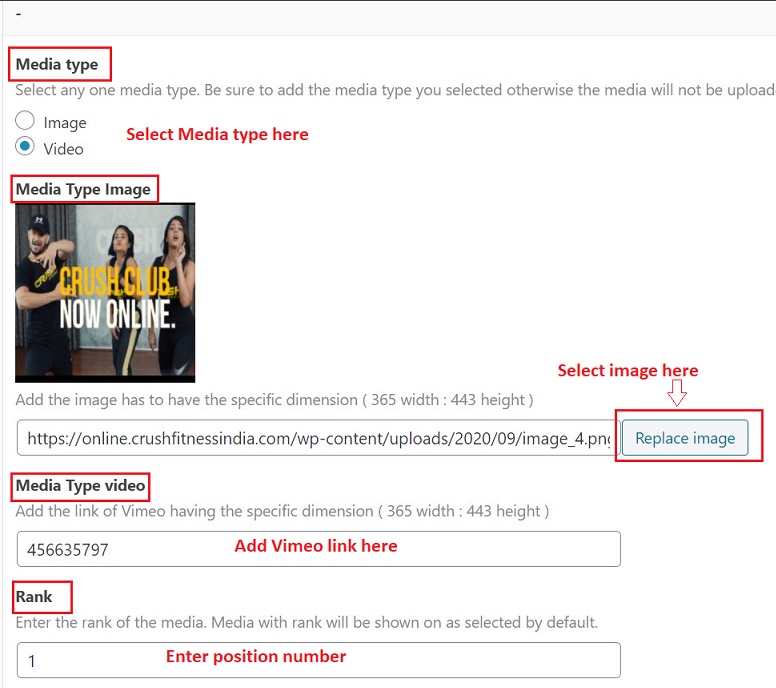 -
Media type
Select any one media type. Be sure to add the media type you selected otherwise the media will not be upload
Image
Select Media type here
Video
Media Type Image
CRUSH
CRUSH CLUB
NOW ONLINE.
Select image here
Add the image has to have the specific dimension ( 365 width : 443 height )
https://online.crushfitnessindia.com/wp-content/uploads/2020/09/image_4.png
Replace image
Media Type video
Add the link of Vimeo having the specific dimension ( 365 width : 443 height )
456635797
Add Vimeo link here
Rank
Enter the rank of the media. Media with rank will be shown on as selected by default.
1
Enter position number